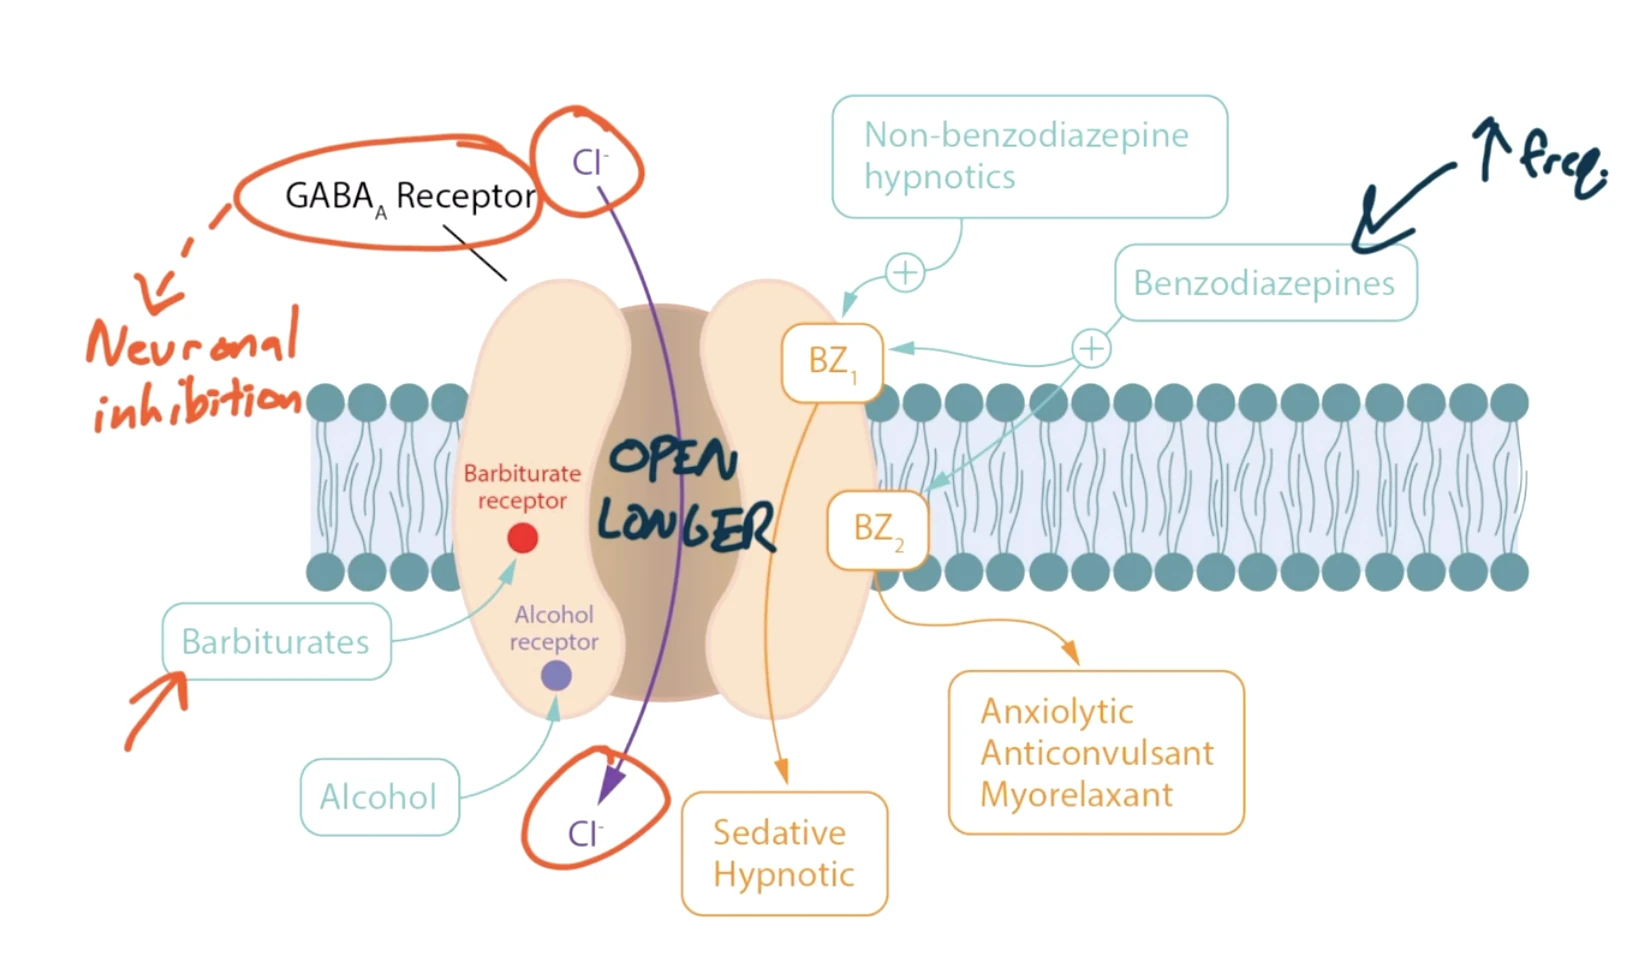 Non-benzodiazepine
hypnotics
↑ freq.
Cl⁻
GABA_A Receptor
Benzodiazepines
Neuronal
inhibition
BZ₁
OPEN
LONGER
Barbiturate
receptor
BZ₂
Barbiturates
Alcohol
receptor
Anxiolytic
Anticonvulsant
Myorelaxant
Alcohol
Cl⁻
Sedative
Hypnotic